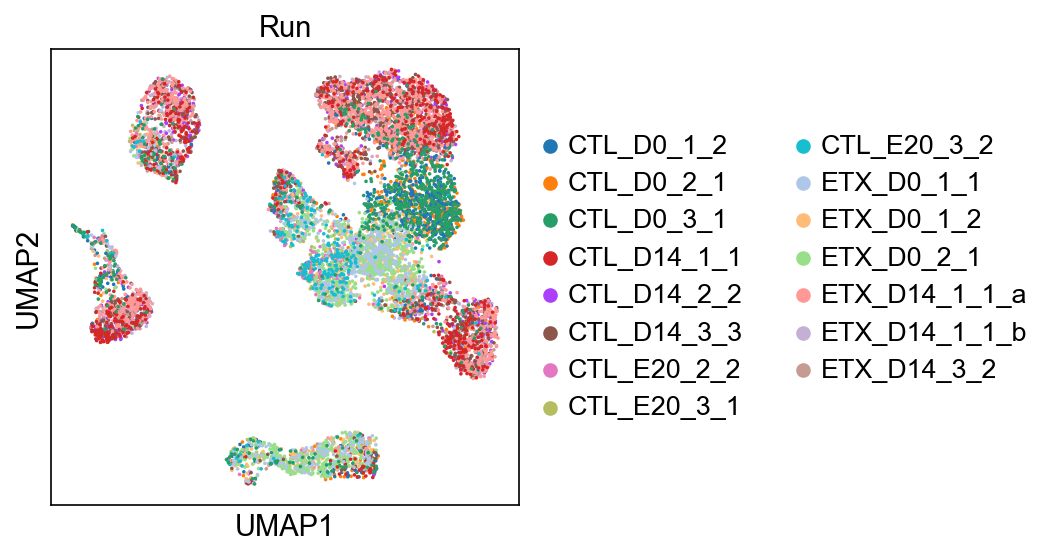 Run
UMAP2
UMAP1
CTL_D0_1_2
CTL_D0_2_1
CTL_D0_3_1
CTL_D14_1_1
CTL_D14_2_2
CTL_D14_3_3
CTL_E20_2_2
CTL_E20_3_1
CTL_E20_3_2
ETX_D0_1_1
ETX_D0_1_2
ETX_D0_2_1
ETX_D14_1_1_a
ETX_D14_1_1_b
ETX_D14_3_2